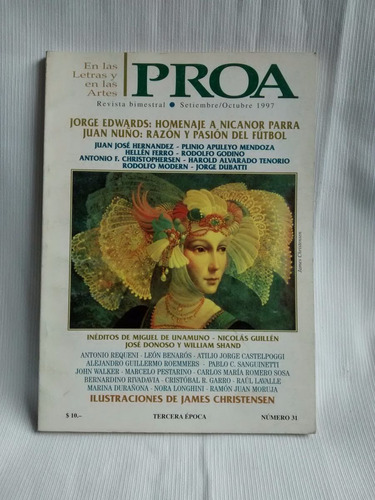 En las
Letras y
en las
Artes
PROA
Revista bimestral ● Setiembre/Octubre 1997
JORGE EDWARDS: HOMENAJE A NICANOR PARRA
JUAN NUÑO: RAZÓN Y PASIÓN DEL FÚTBOL
JUAN JOSÉ HERNANDEZ - PLINIO APULEYO MENDOZA
HELLÉN FERRO - RODOLFO GODINO
ANTONIO F. CHRISTOPHERSEN - HAROLD ALVARADO TENORIO
RODOLFO MODERN - JORGE DUBATTI
James Christensen
INÉDITOS DE MIGUEL DE UNAMUNO - NICOLÁS GUILLÉN
JOSÉ DONOSO Y WILLIAM SHAND
ANTONIO REQUENI - LEÓN BENARÓS - ATILIO JORGE CASTELPOGGI
ALEJANDRO GUILLERMO ROEMMERS - PABLO C. SANGUINETTI
JOHN WALKER - MARCELO PESTARINO - CARLOS MARÍA ROMERO SOSA
BERNARDINO RIVADAVIA - CRISTÓBAL R. GARRO - RAÚL LAVALLE
MARINA DURAÑONA - NORA LONGHINI - RAMÓN JUAN MORUJA
ILUSTRACIONES DE JAMES CHRISTENSEN
$ 10.-
TERCERA ÉPOCA
NÚMERO 31